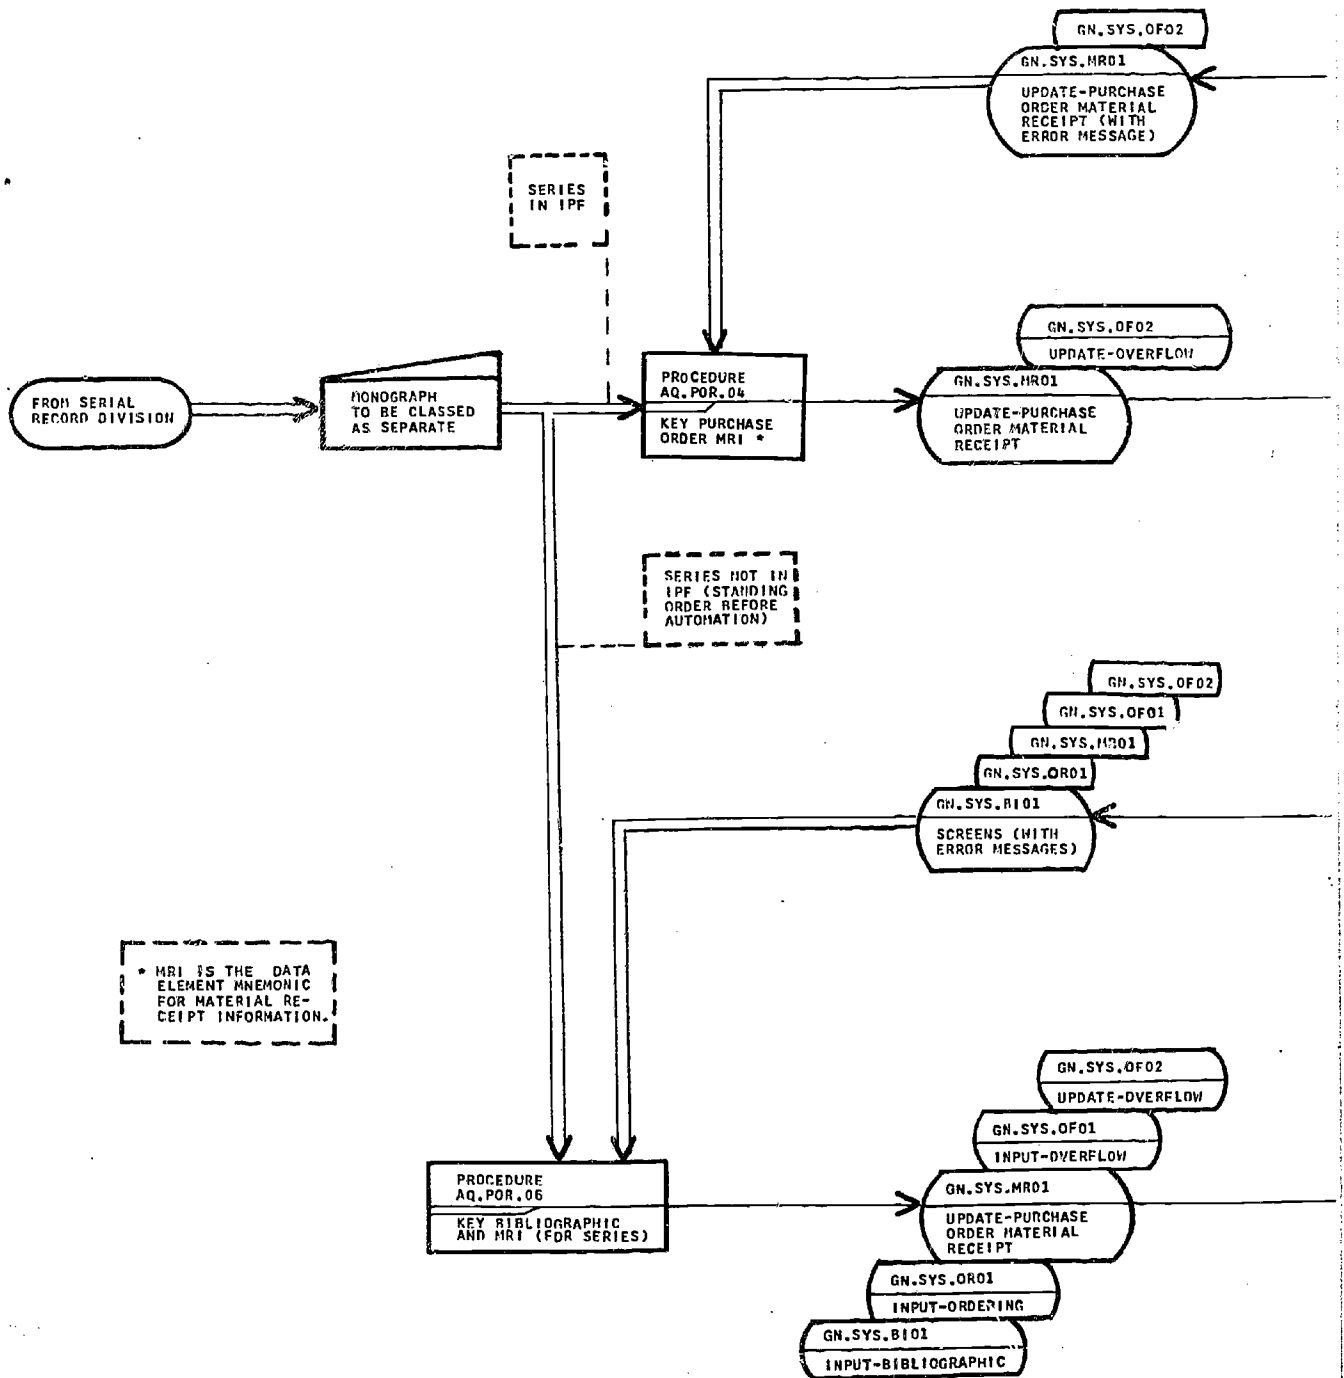 GN.SYS.OF02
GN.SYS.MR01
UPDATE-PURCHASE
ORDER MATERIAL
RECEIPT (WITH
ERROR MESSAGE)
SERIES
IN IPF
GN.SYS.OF02
UPDATE-OVERFLOW
FROM SERIAL
RECORD DIVISION
MONOGRAPH
TO BE CLASSED
AS SEPARATE
PROCEDURE
AQ.POR.04
KEY PURCHASE
ORDER MRI *
GN.SYS.MR01
UPDATE-PURCHASE
ORDER MATERIAL
RECEIPT
SERIES NOT IN
IPF (STANDING
ORDER BEFORE
AUTOMATION)
GN.SYS.OF02
GN.SYS.OF01
GN.SYS.MR01
GN.SYS.OR01
GN.SYS.BI01
SCREENS (WITH
ERROR MESSAGES)
* MRI IS THE DATA
ELEMENT MNEMONIC
FOR MATERIAL RE-
CEIPT INFORMATION.
GN.SYS.OF02
UPDATE-OVERFLOW
GN.SYS.OF01
INPUT-OVERFLOW
PROCEDURE
AQ.POR.06
KEY BIBLIOGRAPHIC
AND MRI (FOR SERIES)
GN.SYS.MR01
UPDATE-PURCHASE
ORDER MATERIAL
RECEIPT
GN.SYS.OR01
INPUT-ORDERING
GN.SYS.BI01
INPUT-BIBLIOGRAPHIC